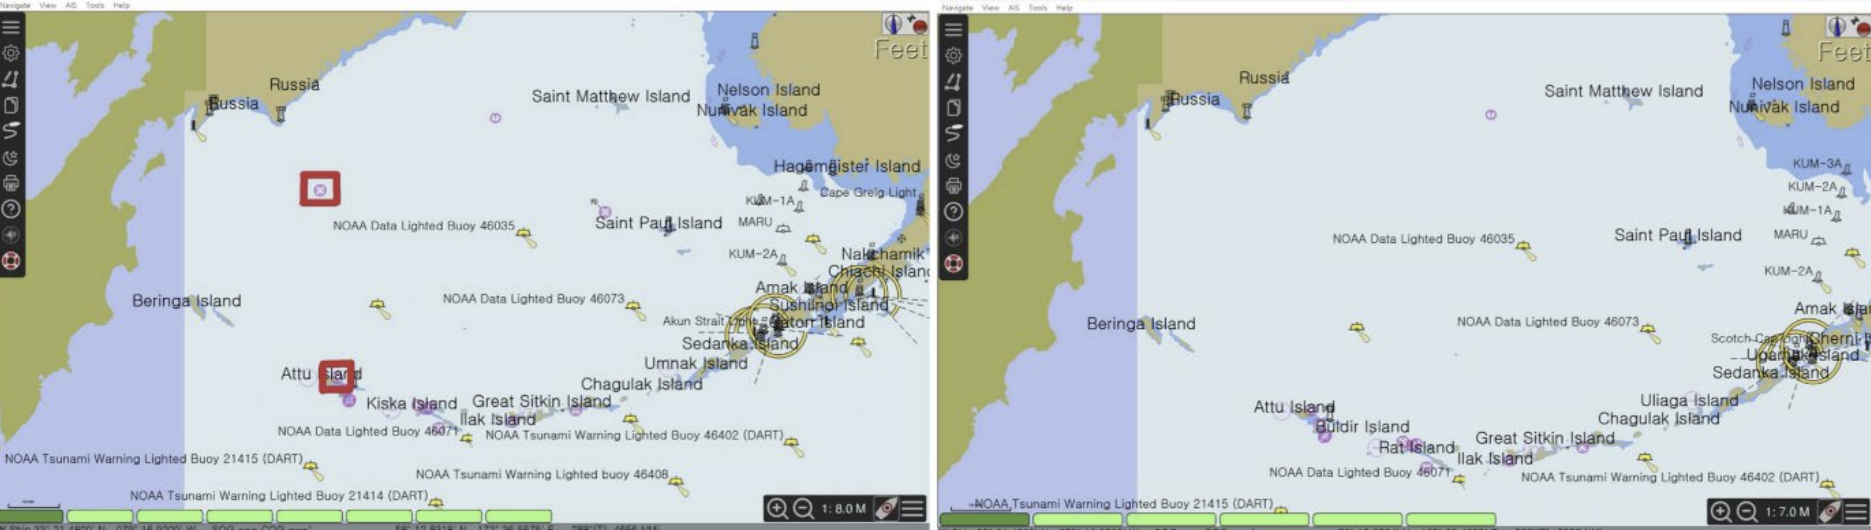 Navigate View AIS Tools Help
Feet
Russia
Russia
Saint Matthew Island
Nelson Island
Nunivak Island
Hagemeister Island
Cape Greig Light
KUM-1A
MARU
NOAA Data Lighted Buoy 46035
Saint Paul Island
KUM-2A
Nakchamik
Chiachi Island
Amak Island
Beringa Island
NOAA Data Lighted Buoy 46073
Sushilnoi Island
Akun Strait Light
aton Island
Sedanka Island
Umnak Island
Attu Island
Chagulak Island
Kiska Island
Great Sitkin Island
Ilak Island
NOAA Data Lighted Buoy 46071
NOAA Tsunami Warning Lighted Buoy 46402 (DART)
NOAA Tsunami Warning Lighted Buoy 21415 (DART)
NOAA Tsunami Warning Lighted buoy 46408
NOAA Tsunami Warning Lighted Buoy 21414 (DART)
1: 8.0 M
Navigate View AIS Tools Help
Feet
Russia
Russia
Saint Matthew Island
Nelson Island
Nunivak Island
KUM-3A
KUM-2A
KUM-1A
MARU
Saint Paul Island
NOAA Data Lighted Buoy 46035
KUM-2A
Amak Islan
Beringa Island
NOAA Data Lighted Buoy 46073
Scotch Cap Light
Cherni I
Ugamak Island
Sedanka Island
Uliaga Island
Attu Island
Chagulak Island
Buldir Island
Great Sitkin Island
Rat Island
Ilak Island
NOAA Data Lighted Buoy 46071
NOAA Tsunami Warning Lighted Buoy 46402 (DART)
NOAA Tsunami Warning Lighted Buoy 21415 (DART)
1: 7.0 M